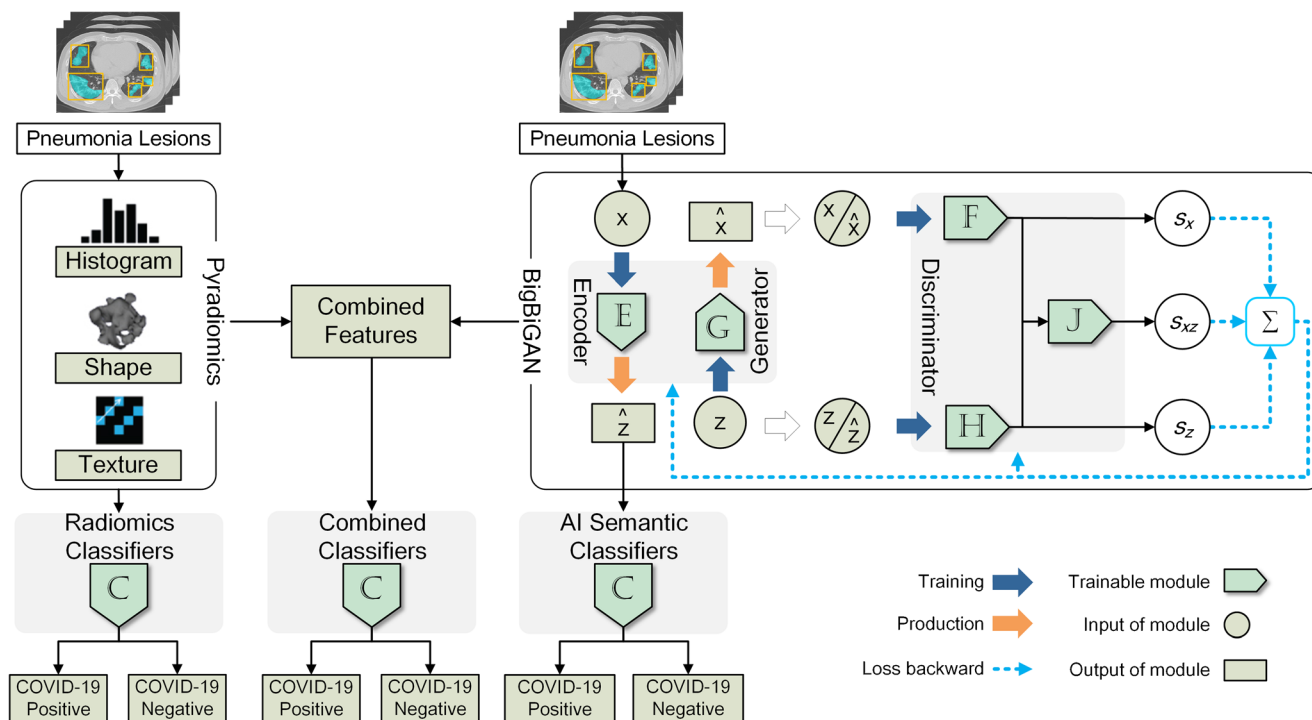 Pneumonia Lesions
Pneumonia Lesions
Histogram
Shape
Texture
Pyradiomics
Combined
Features
BigBiGAN
x
x̂
x/x̂
F
s_x
Encoder
E
G
Generator
Discriminator
J
s_xz
Σ
ẑ
z
z/ẑ
H
s_z
Radiomics
Classifiers
C
Combined
Classifiers
C
AI Semantic
Classifiers
C
COVID-19
Positive
COVID-19
Negative
COVID-19
Positive
COVID-19
Negative
COVID-19
Positive
COVID-19
Negative
Training
Trainable module
Production
Input of module
Loss backward
Output of module